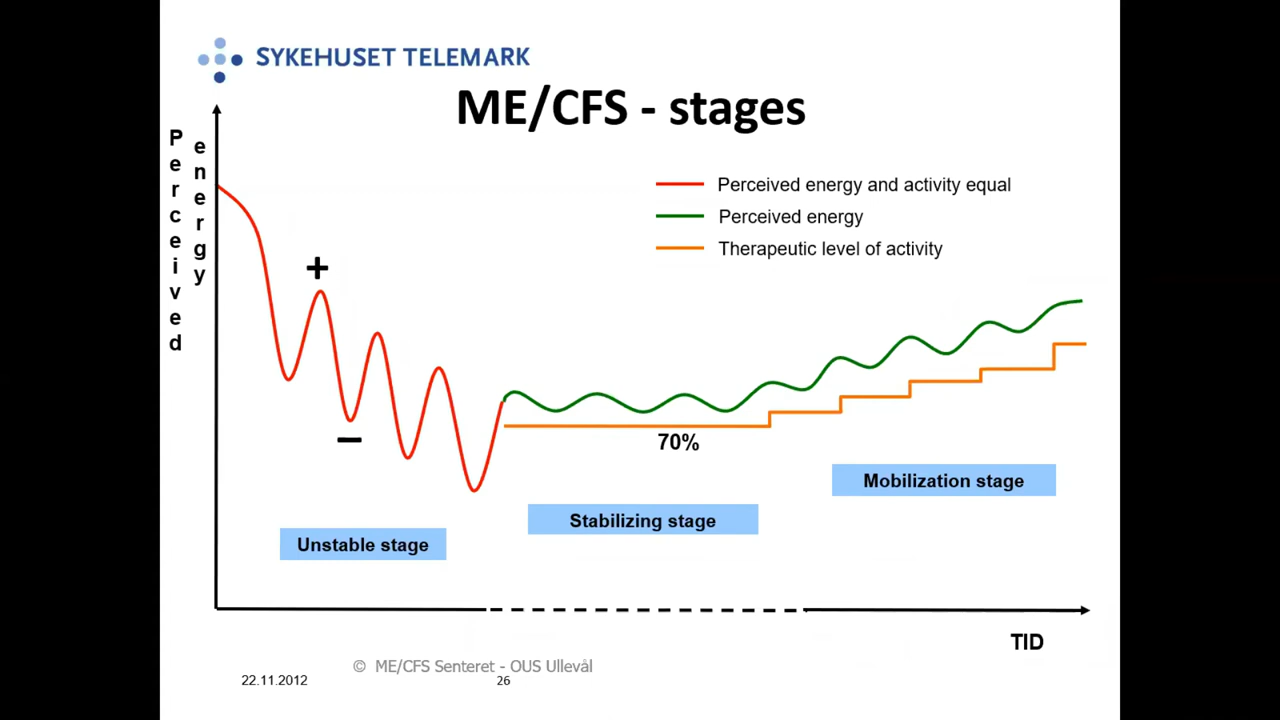 SYKEHUSET TELEMARK
ME/CFS - stages
Perceived
energy
Perceived energy and activity equal
Perceived energy
Therapeutic level of activity
+
–
70%
Mobilization stage
Stabilizing stage
Unstable stage
TID
© ME/CFS Senteret - OUS Ullevål
22.11.2012
26